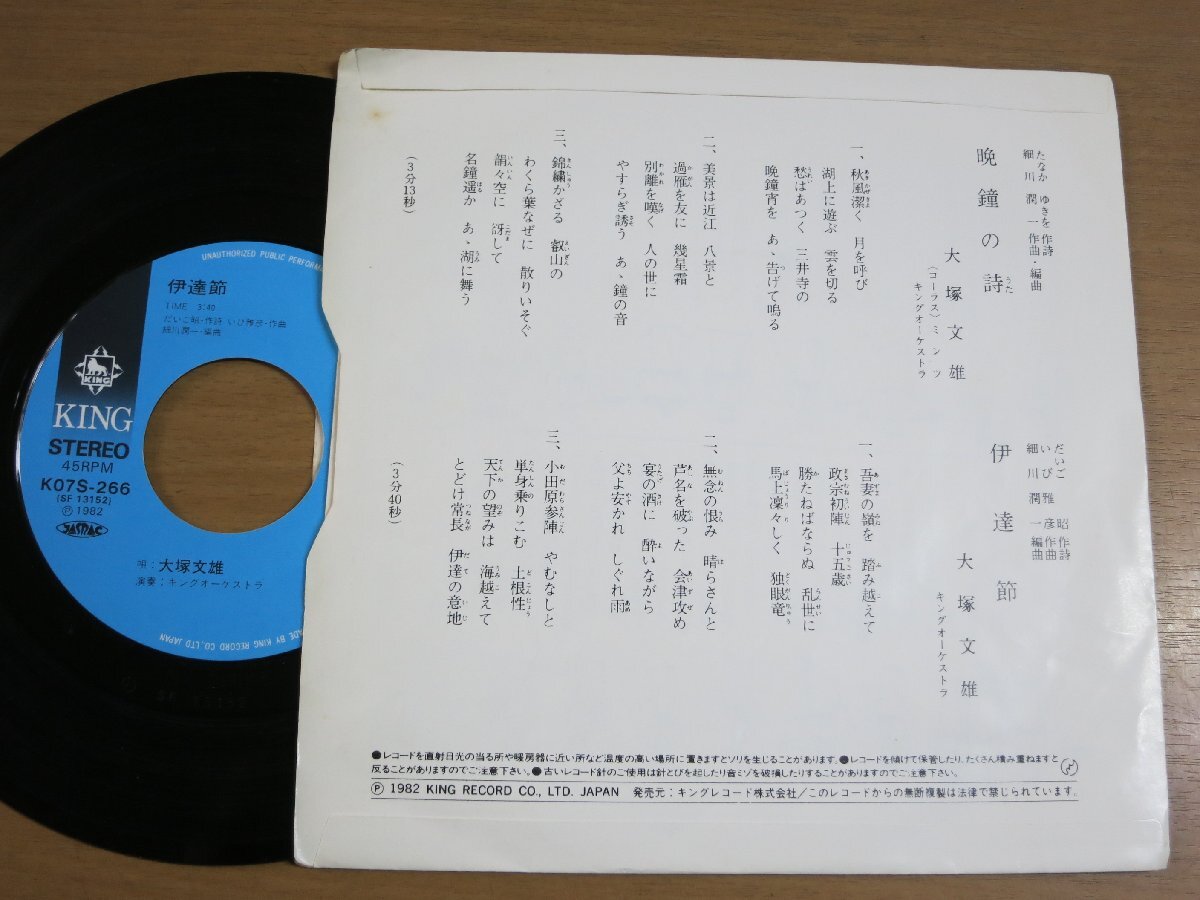 UNAUTHORIZED PUBLIC PERFORM
伊達節
TIME 3:40
だいご昭・作詩 いび雅彦・作曲
細川潤一・編曲
KING
KING
STEREO
45RPM
K07S-266
(SF 13152)
Ⓟ 1982
JASRAC
唄：大塚文雄
演奏：キングオーケストラ
MADE BY KING RECORD CO., LTD. JAPAN
たなか ゆきを 作詩
細川 潤一 作曲・編曲
晩鐘の詩
大塚文雄
(コーラス) ミンツ
キングオーケストラ
一、秋風潔く 月を呼び
湖上に遊ぶ 雲を切る
愁はあつく 三井寺の
晩鐘宵を あゝ告げて鳴る
二、美景は近江 八景と
過雁を友に 幾星霜
別離を嘆く 人の世に
やすらぎ誘う あゝ鐘の音
三、錦繍かざる 叡山の
わくら葉なぜに 散りいそぐ
韻々空に 谺して
名鐘遥か あゝ湖に舞う
(3分13秒)
だいご 昭 作詩
いび 雅彦 作曲
細川 潤一 編曲
伊達節
大塚文雄
キングオーケストラ
一、吾妻の嶺を 踏み越えて
政宗初陣 十五歳
勝たねばならぬ 乱世に
馬上凜々しく 独眼竜
二、無念の恨み 晴らさんと
芦名を破った 会津攻め
宴の酒に 酔いながら
父よ安かれ しぐれ雨
三、小田原参陣 やむなしと
単身乗りこむ 上根性
天下の望みは 海越えて
とどけ常長 伊達の意地
(3分40秒)
●レコードを直射日光の当る所や暖房器に近い所など温度の高い場所に置きますとソリを生じることがあります。●レコードを傾けて保管したり、たくさん積み重ねますと
反ることがありますのでご注意下さい。●古いレコード針のご使用は針とびを起したり音ミゾを破損したりすることがありますのでご注意下さい。
Ⓟ 1982 KING RECORD CO., LTD. JAPAN 発売元：キングレコード株式会社/このレコードからの無断複製は法律で禁じられています。